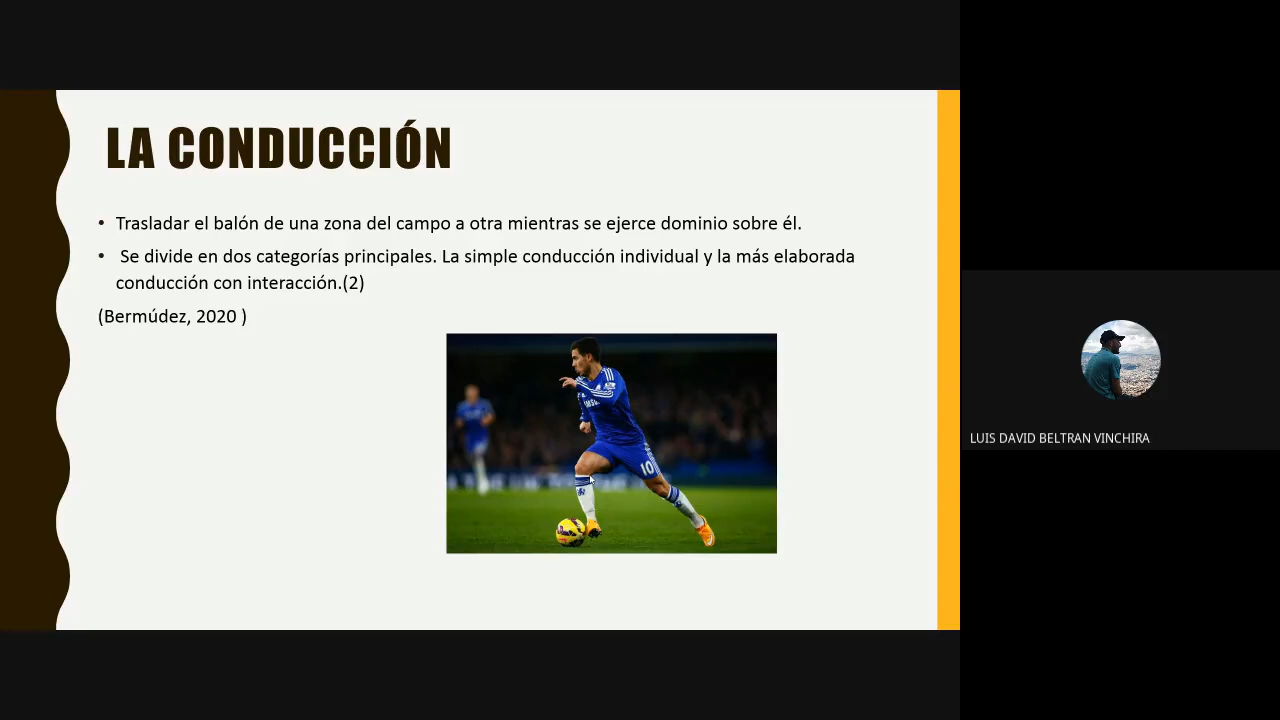 LA CONDUCCIÓN
• Trasladar el balón de una zona del campo a otra mientras se ejerce dominio sobre él.
• Se divide en dos categorías principales. La simple conducción individual y la más elaborada
conducción con interacción.(2)
(Bermúdez, 2020 )
SAMSUNG
10
LUIS DAVID BELTRAN VINCHIRA